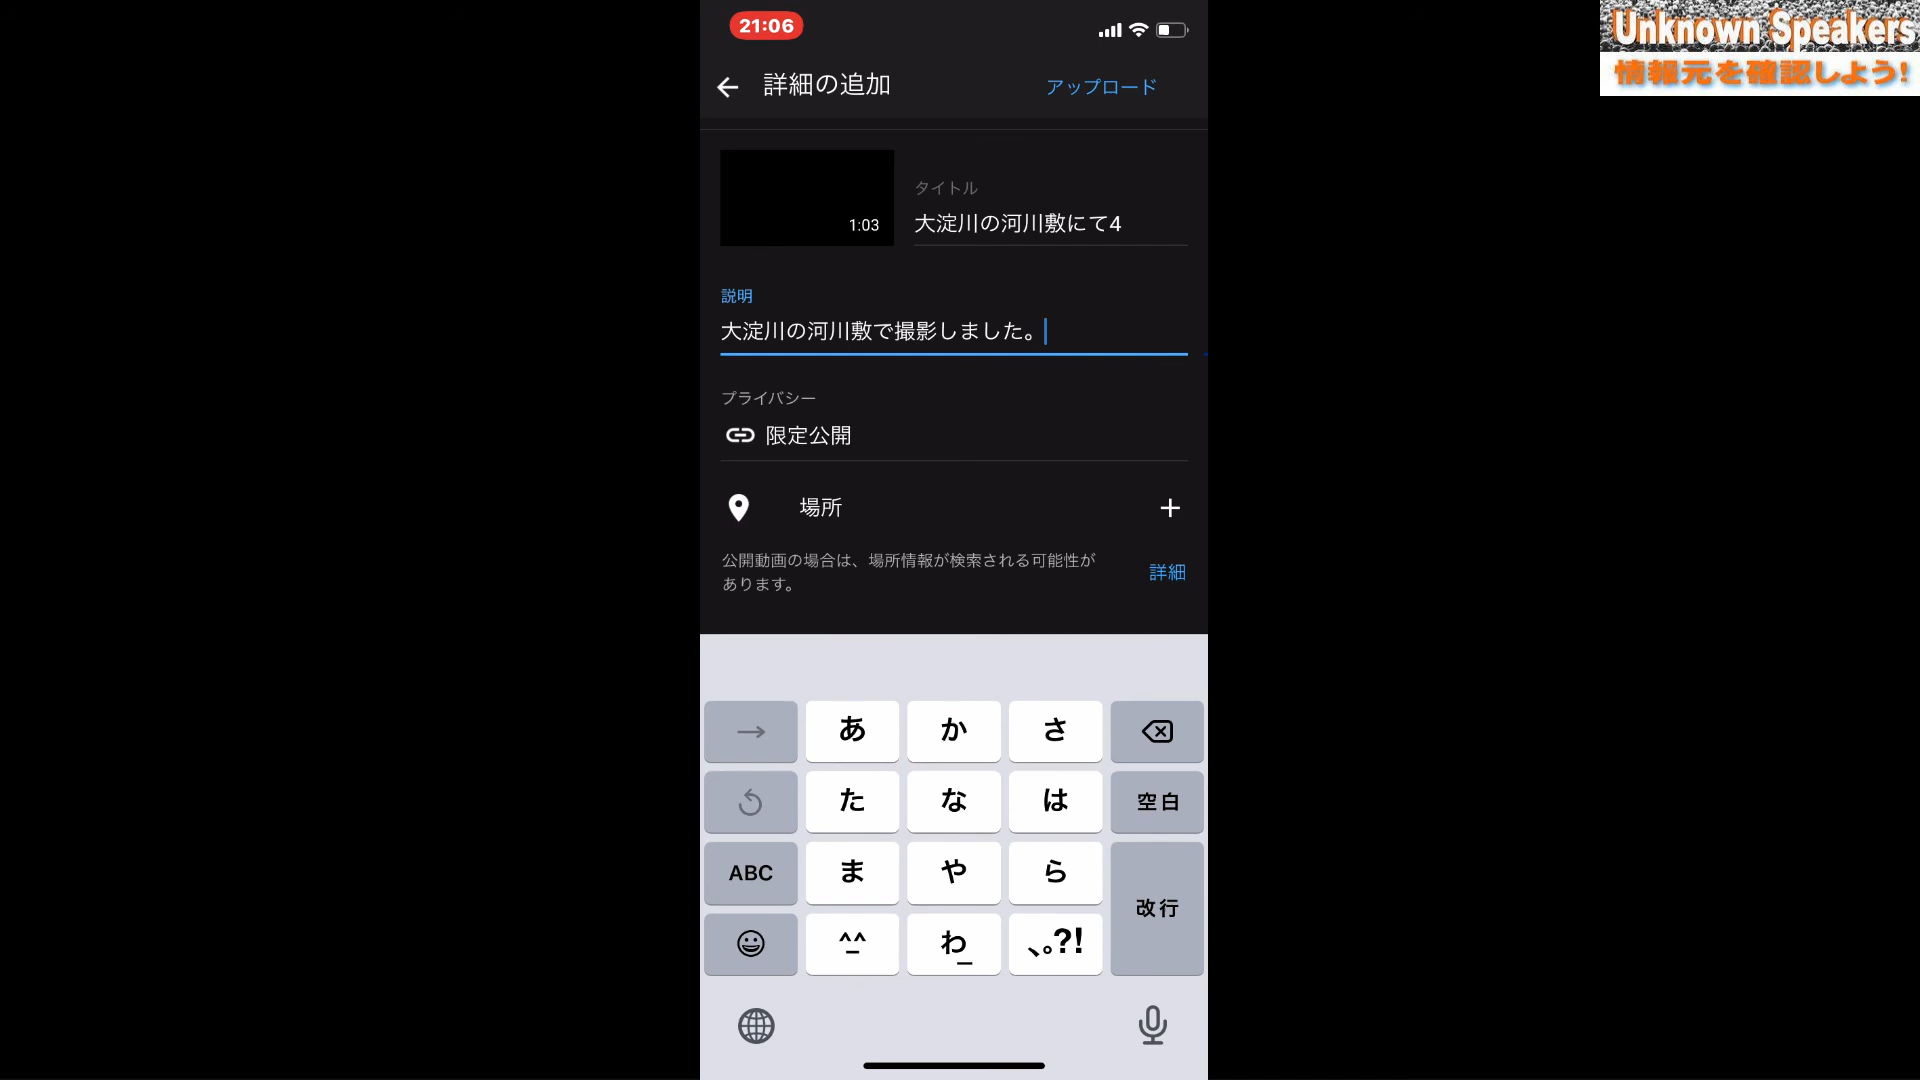 21:06
Unknown Speakers
情報元を確認しよう!
詳細の追加
アップロード
1:03
タイトル
大淀川の河川敷にて4
説明
大淀川の河川敷で撮影しました。
プライバシー
限定公開
場所
公開動画の場合は、場所情報が検索される可能性が
あります。
詳細
→ あ か さ
た な は 空白
ABC ま や ら
改行
^_^ わ_ 、。?!